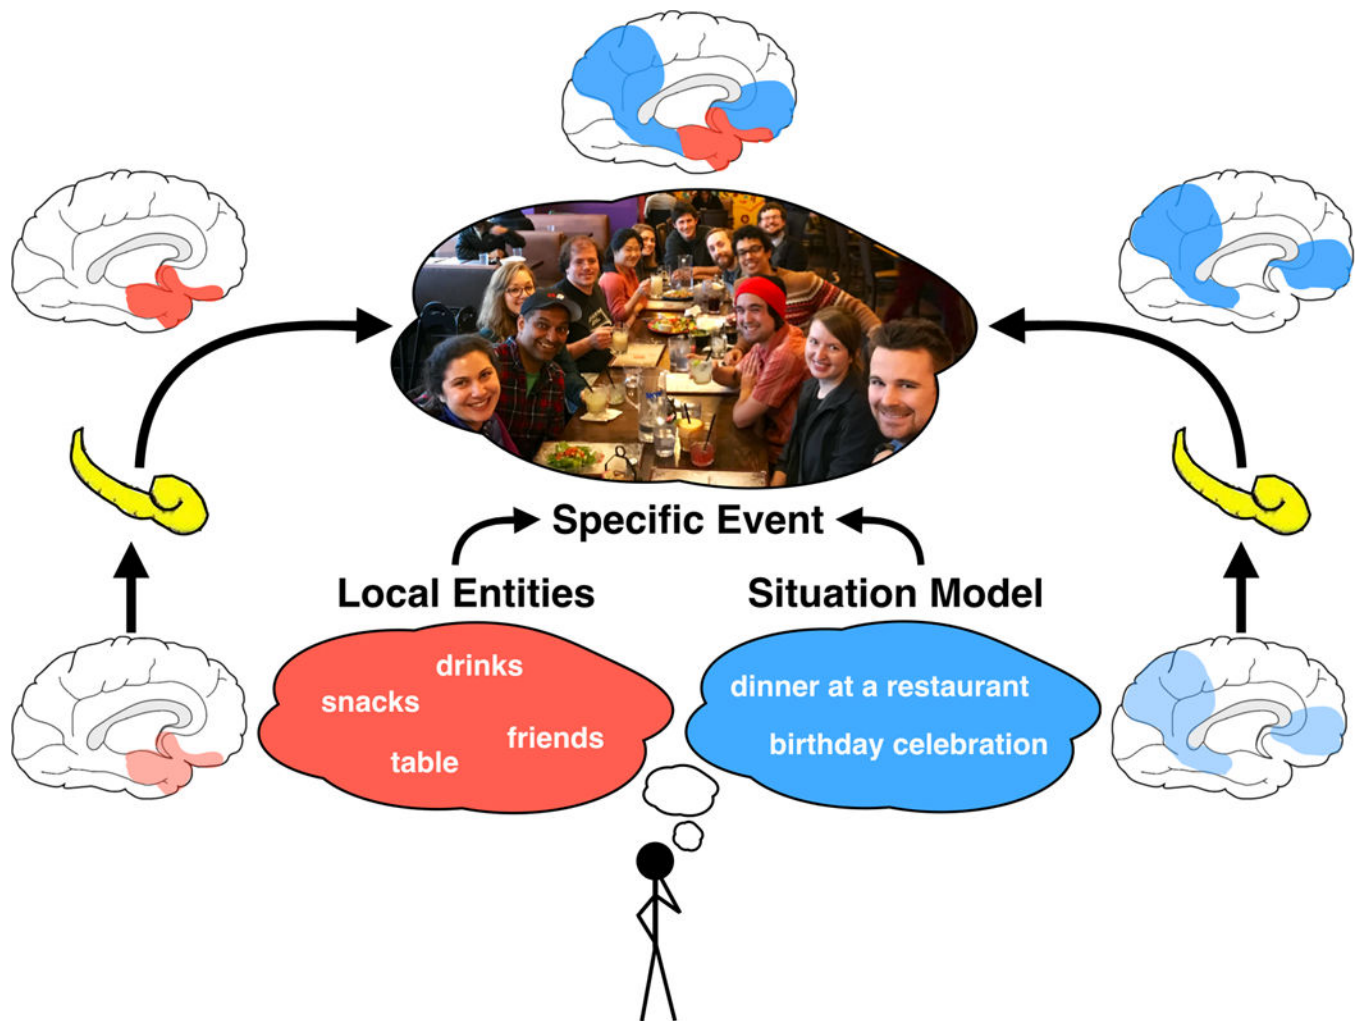 Specific Event
Local Entities
Situation Model
drinks
snacks
friends
table
dinner at a restaurant
birthday celebration